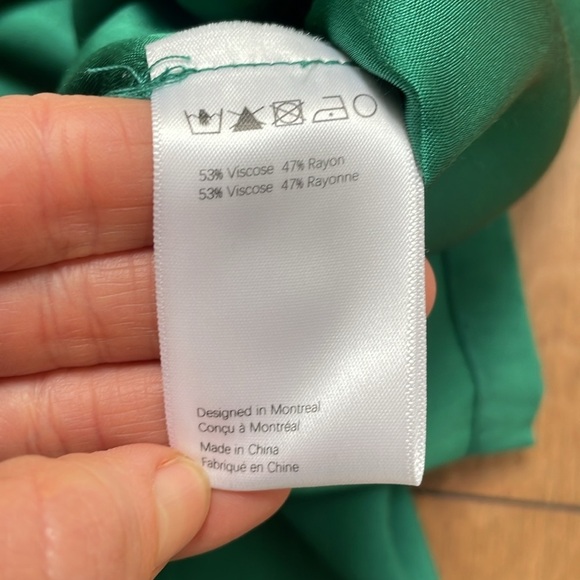 53% Viscose 47% Rayon
53% Viscose 47% Rayonne
Designed in Montreal
Conçu à Montréal
Made in China
Fabriqué en Chine